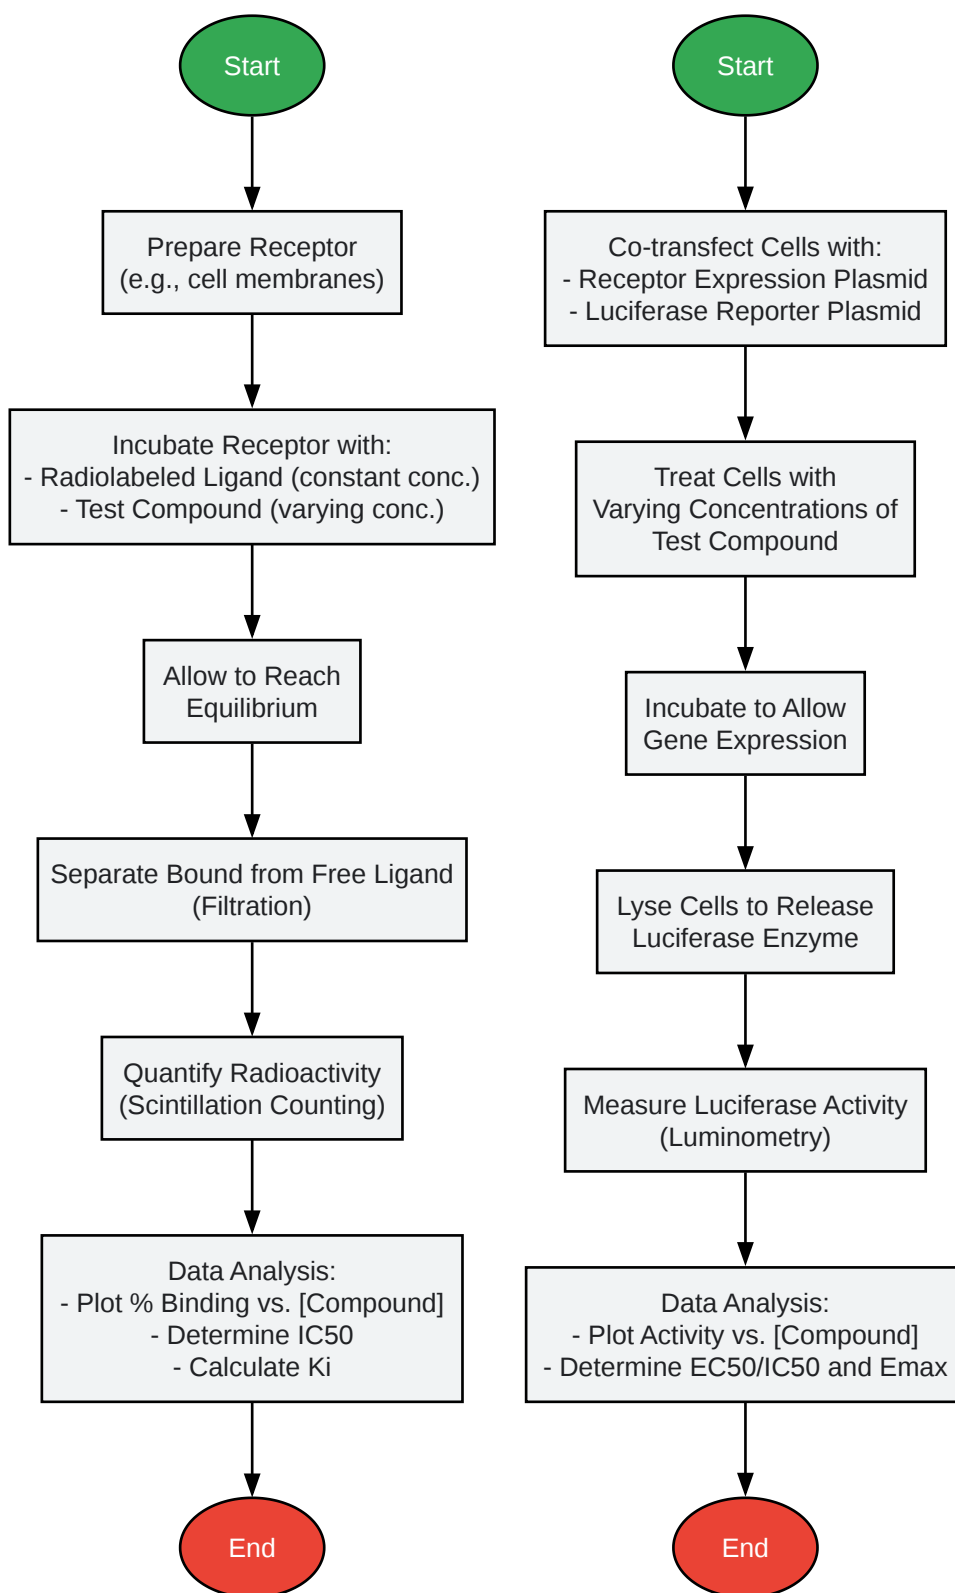 Start
Prepare Receptor
(e.g., cell membranes)
Incubate Receptor with:
- Radiolabeled Ligand (constant conc.)
- Test Compound (varying conc.)
Allow to Reach
Equilibrium
Separate Bound from Free Ligand
(Filtration)
Quantify Radioactivity
(Scintillation Counting)
Data Analysis:
- Plot % Binding vs. [Compound]
- Determine IC50
- Calculate Ki
End
Start
Co-transfect Cells with:
- Receptor Expression Plasmid
- Luciferase Reporter Plasmid
Treat Cells with
Varying Concentrations of
Test Compound
Incubate to Allow
Gene Expression
Lyse Cells to Release
Luciferase Enzyme
Measure Luciferase Activity
(Luminometry)
Data Analysis:
- Plot Activity vs. [Compound]
- Determine EC50/IC50 and Emax
End